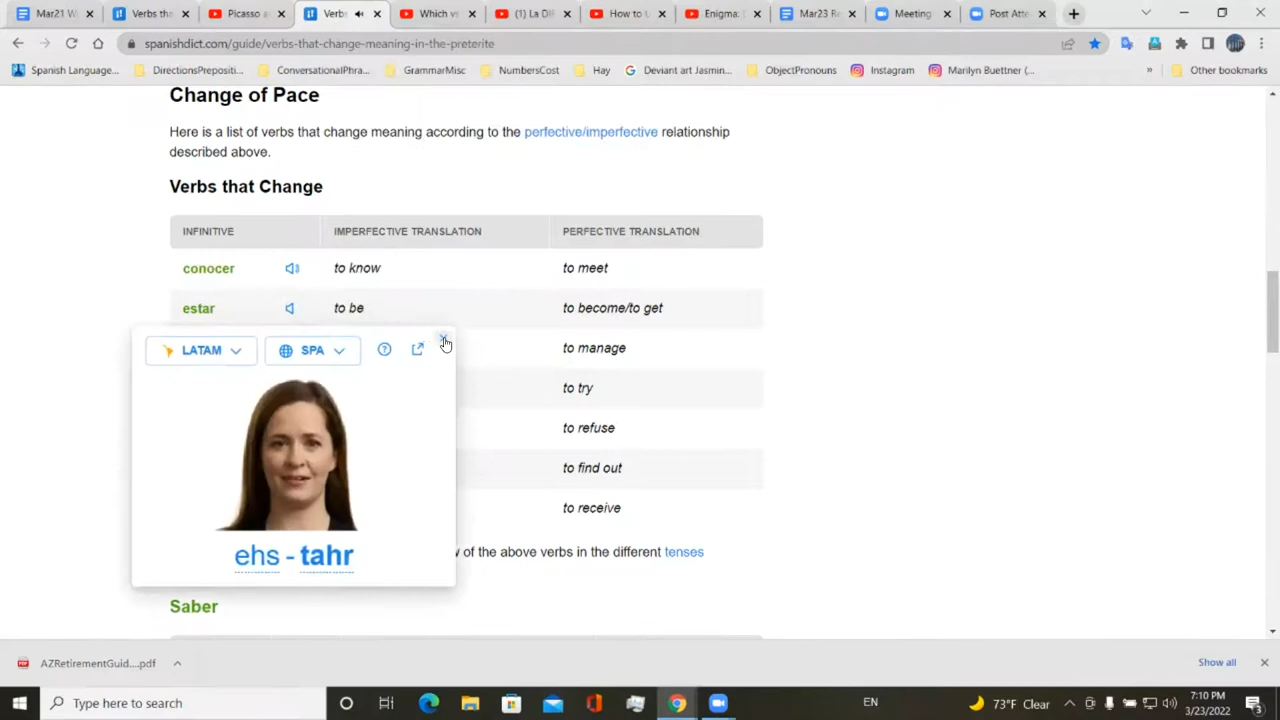 Mar21 W
Verbs tha
Picasso a
Verbs
Which ve
(1) La Dif
How to U
Enigma: D
Mar23 Re
Meeting
Post Atte
spanishdict.com/guide/verbs-that-change-meaning-in-the-preterite
Spanish Language...
DirectionsPrepositi...
ConversationalPhra...
GrammarMisc
NumbersCost
Hay
Deviant art Jasmin...
ObjectPronouns
Instagram
Marilyn Buettner (...
»
Other bookmarks
Change of Pace
Here is a list of verbs that change meaning according to the perfective/imperfective relationship
described above.
Verbs that Change
INFINITIVE IMPERFECTIVE TRANSLATION PERFECTIVE TRANSLATION
conocer to know to meet
estar to be to become/to get
LATAM SPA
to manage
to try
to refuse
to find out
to receive
ehs - tahr
of the above verbs in the different tenses
Saber
AZRetirementGuid....pdf
Show all
Type here to search
EN
73°F Clear
7:10 PM
3/23/2022
3